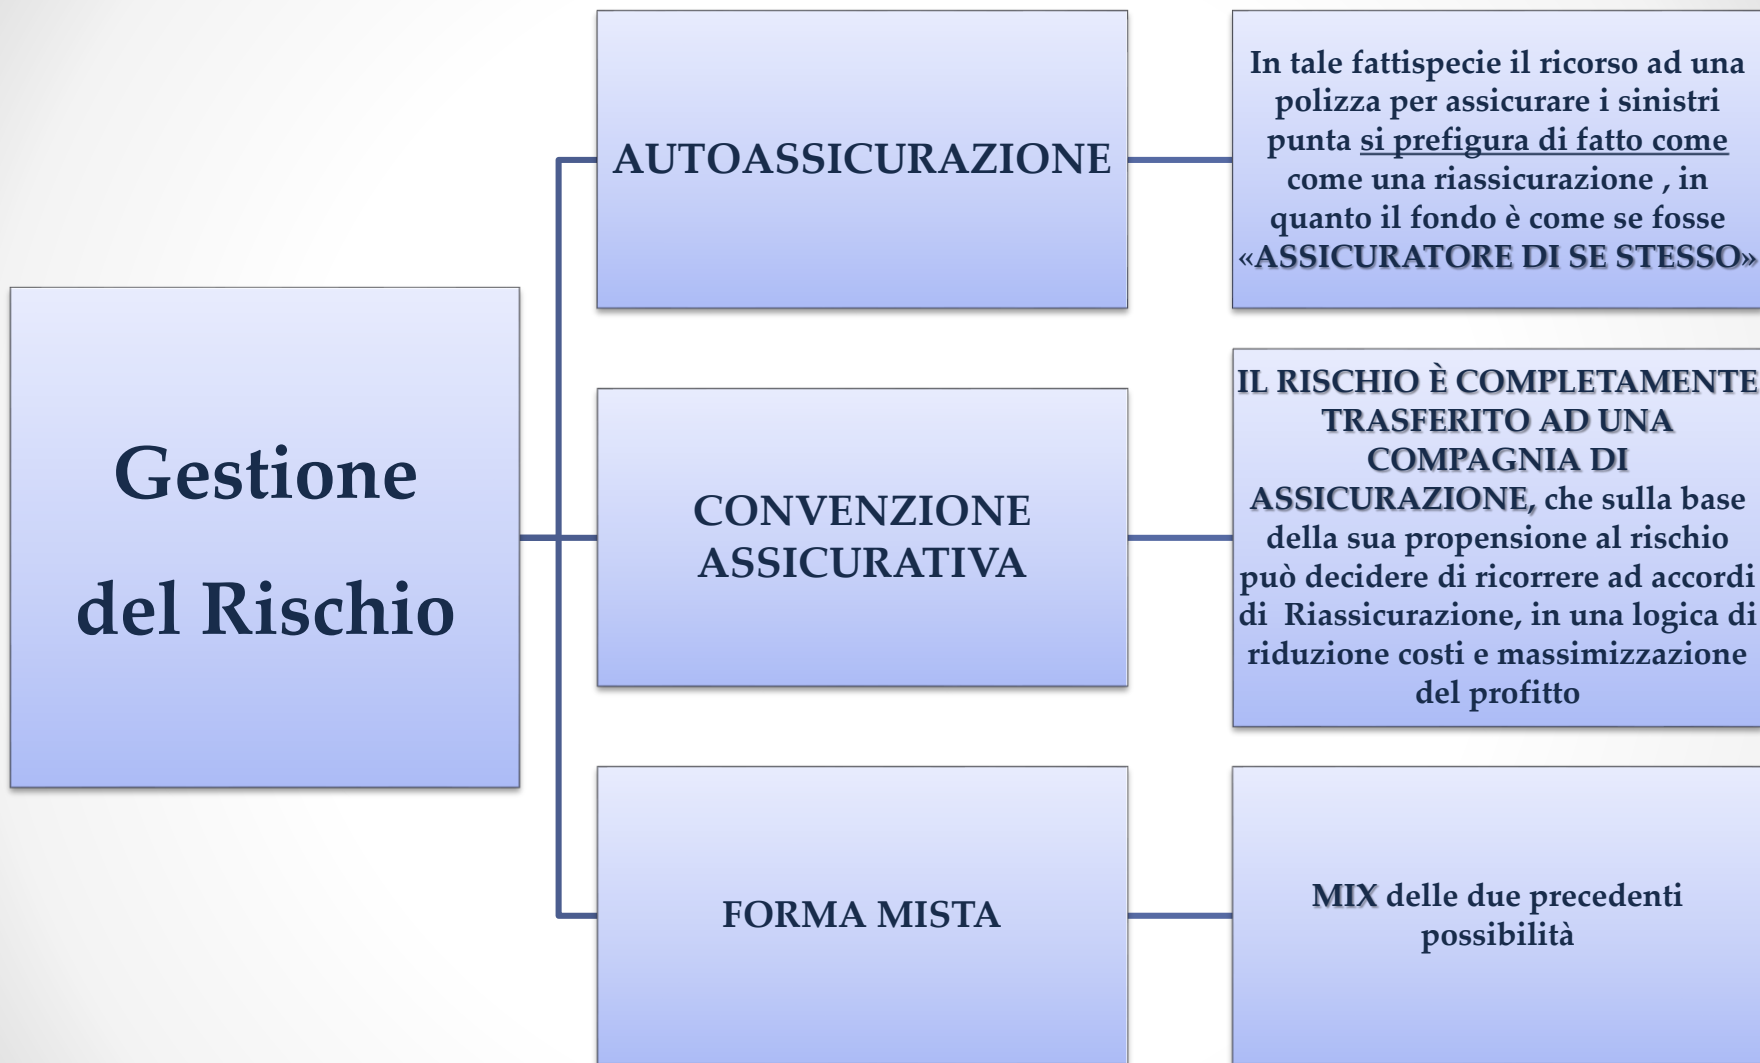 Gestione
del Rischio
AUTOASSICURAZIONE
In tale fattispecie il ricorso ad una
polizza per assicurare i sinistri
punta si prefigura di fatto come
come una riassicurazione , in
quanto il fondo è come se fosse
«ASSICURATORE DI SE STESSO»
CONVENZIONE
ASSICURATIVA
IL RISCHIO È COMPLETAMENTE
TRASFERITO AD UNA
COMPAGNIA DI
ASSICURAZIONE, che sulla base
della sua propensione al rischio
può decidere di ricorrere ad accordi
di Riassicurazione, in una logica di
riduzione costi e massimizzazione
del profitto
FORMA MISTA
MIX delle due precedenti
possibilità